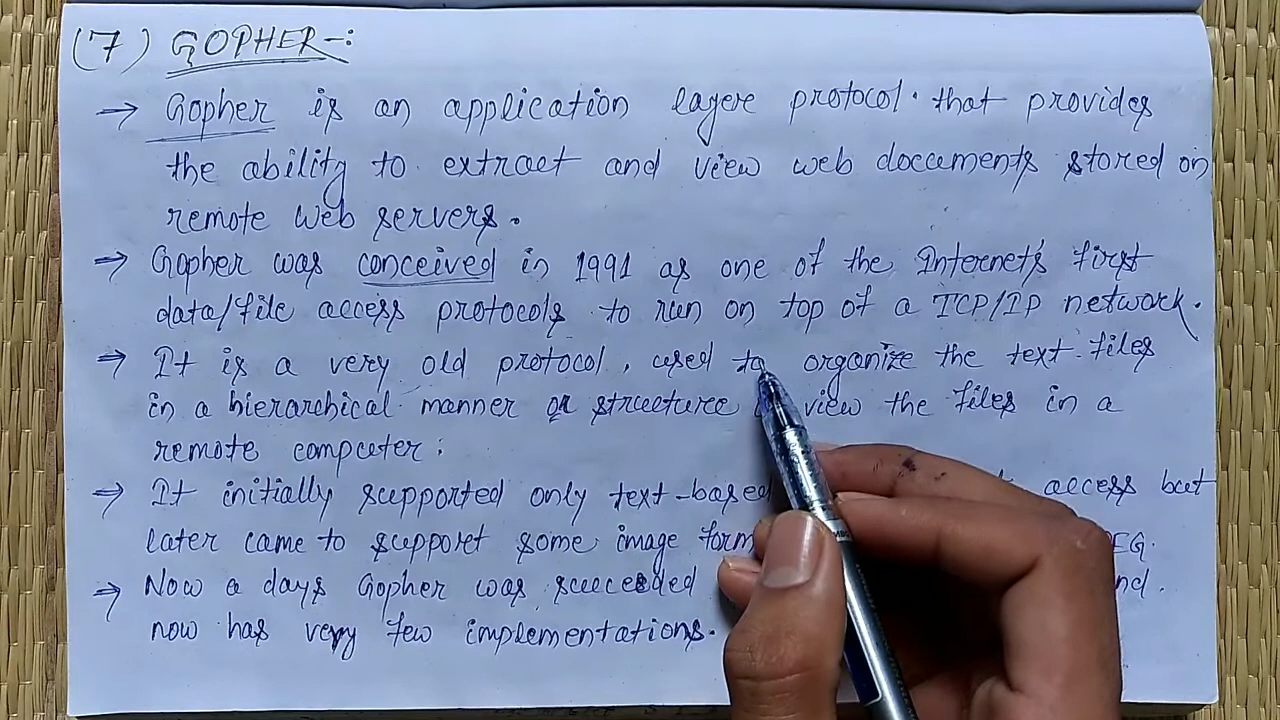 (7) GOPHER-:
→ Gopher is an application layer protocol. that provides
the ability to extract and view web documents stored on
remote web servers.
→ Gopher was conceived in 1991 as one of the Internet's first
data/file access protocols to run on top of a TCP/IP network.
→ It is a very old protocol, used to organize the text files
in a hierarchical manner or structure view the files in a
remote computer.
→ It initially supported only text-based access but
later came to support some image form EG.
→ Now a days Gopher was succeeded nd.
now has very few implementations.